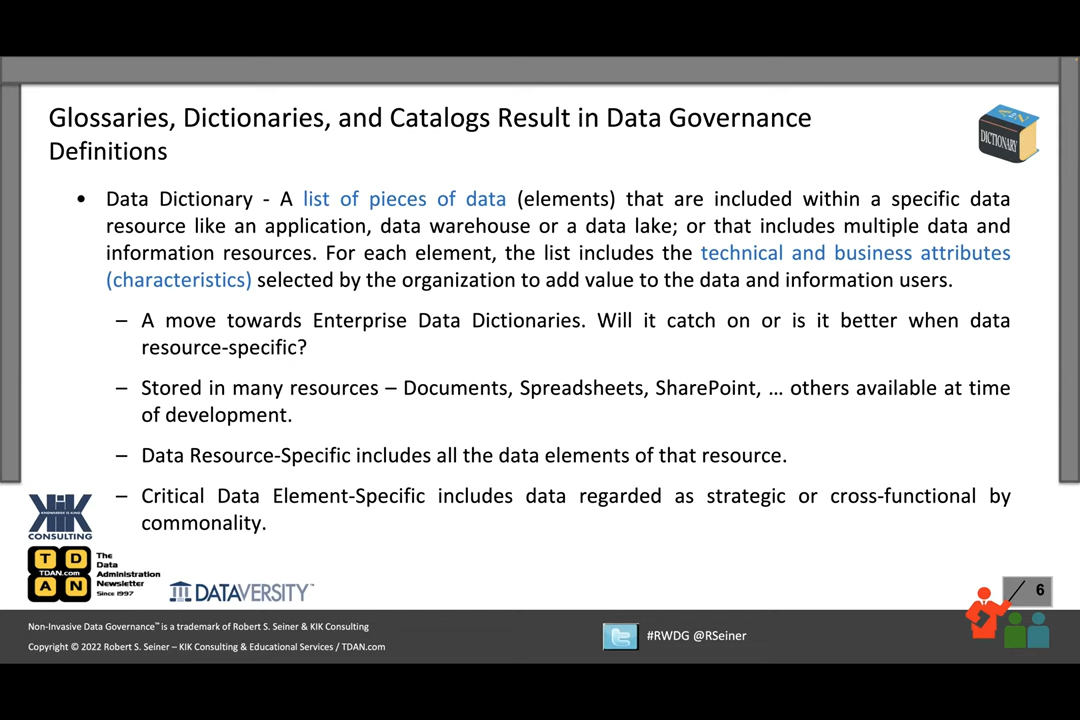 Glossaries, Dictionaries, and Catalogs Result in Data Governance
Definitions
DICTIONARY
• Data Dictionary - A list of pieces of data (elements) that are included within a specific data
resource like an application, data warehouse or a data lake; or that includes multiple data and
information resources. For each element, the list includes the technical and business attributes
(characteristics) selected by the organization to add value to the data and information users.
– A move towards Enterprise Data Dictionaries. Will it catch on or is it better when data
resource-specific?
– Stored in many resources – Documents, Spreadsheets, SharePoint, … others available at time
of development.
– Data Resource-Specific includes all the data elements of that resource.
– Critical Data Element-Specific includes data regarded as strategic or cross-functional by
commonality.
KIK
CONSULTING
T D
TDAN.com
A N
The
Data
Administration
Newsletter
Since 1997
DATAVERSITY™
6
Non-Invasive Data Governance™ is a trademark of Robert S. Seiner & KIK Consulting
Copyright © 2022 Robert S. Seiner – KIK Consulting & Educational Services / TDAN.com
#RWDG @RSeiner